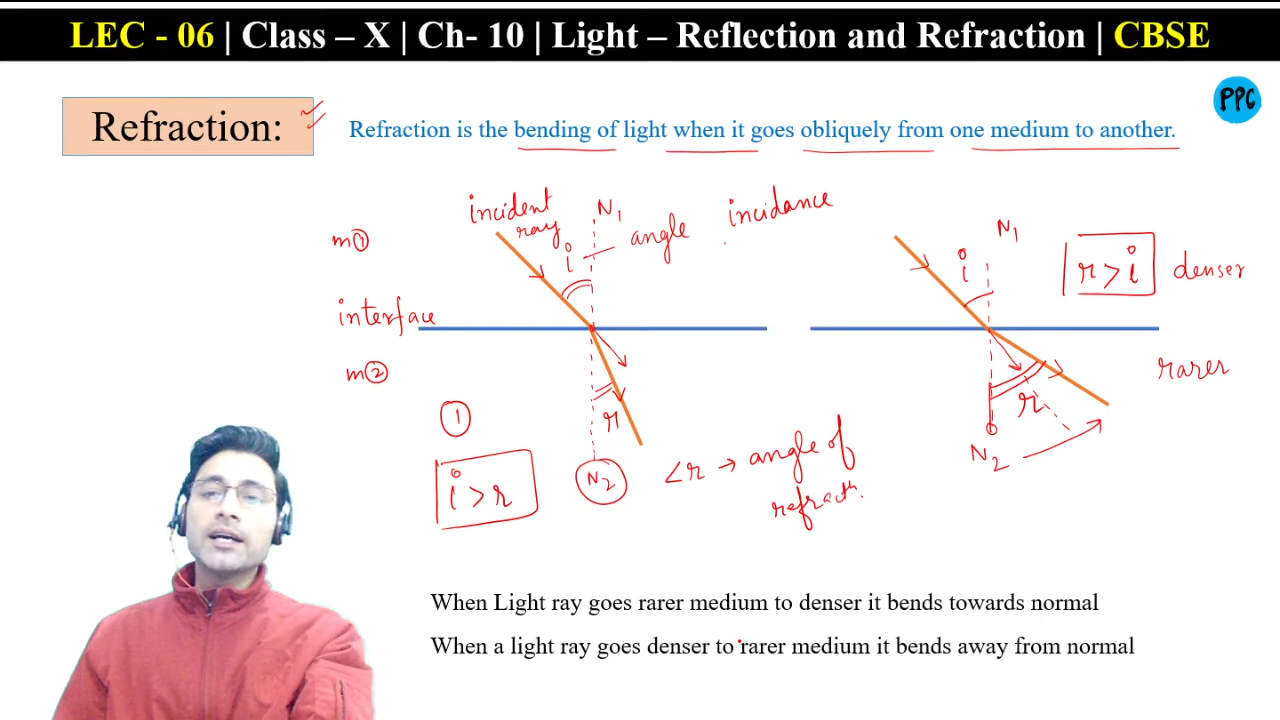 LEC - 06 | Class – X | Ch- 10 | Light – Reflection and Refraction | CBSE
PPC
Refraction:
Refraction is the bending of light when it goes obliquely from one medium to another.
incident
ray
N1
i
angle incidance
m①
interface
m②
①
i > r
r
N2
∠r → angle of
refractn.
N1
i
r > i
denser
rarer
r
N2
When Light ray goes rarer medium to denser it bends towards normal
When a light ray goes denser to rarer medium it bends away from normal